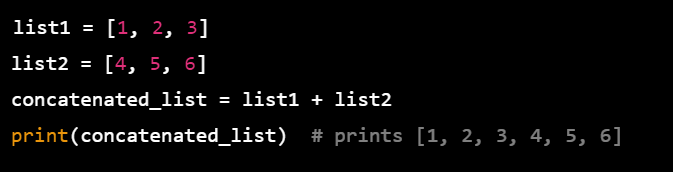 list1 = [1, 2, 3]
list2 = [4, 5, 6]
concatenated_list = list1 + list2
print(concatenated_list)  # prints [1, 2, 3, 4, 5, 6]